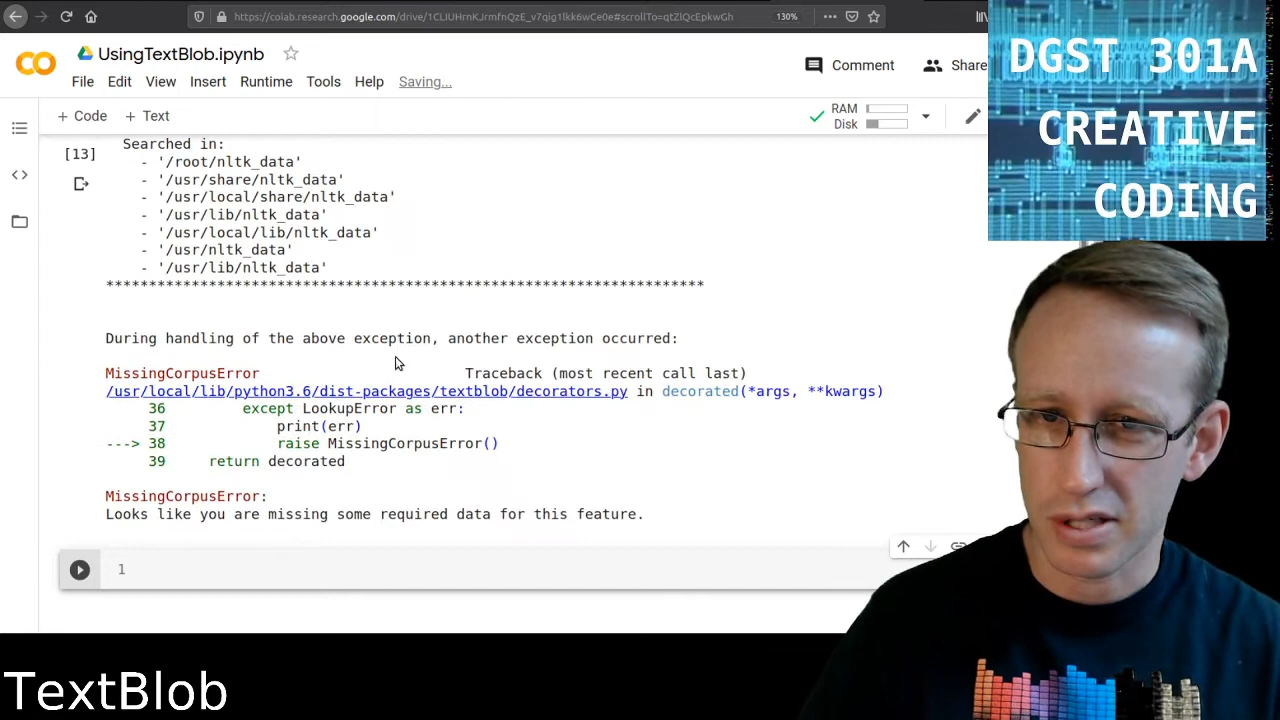 https://colab.research.google.com/drive/1CLIUHrnKJrmfnQzE_v7qig1lkk6wCe0e#scrollTo=qtZlQcEpkwGh
130%
UsingTextBlob.ipynb
File Edit View Insert Runtime Tools Help Saving...
Comment
Share
+ Code + Text
RAM
Disk
DGST 301A
CREATIVE
CODING
[13]
Searched in:
- '/root/nltk_data'
- '/usr/share/nltk_data'
- '/usr/local/share/nltk_data'
- '/usr/lib/nltk_data'
- '/usr/local/lib/nltk_data'
- '/usr/nltk_data'
- '/usr/lib/nltk_data'
**********************************************************************
During handling of the above exception, another exception occurred:
MissingCorpusError Traceback (most recent call last)
/usr/local/lib/python3.6/dist-packages/textblob/decorators.py in decorated(*args, **kwargs)
36 except LookupError as err:
37 print(err)
---> 38 raise MissingCorpusError()
39 return decorated
MissingCorpusError:
Looks like you are missing some required data for this feature.
1
TextBlob